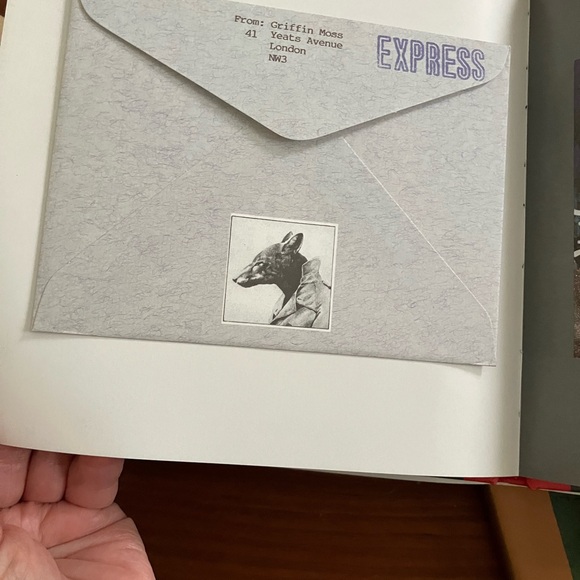 From: Griffin Moss
41 Yeats Avenue
London
NW3
EXPRESS